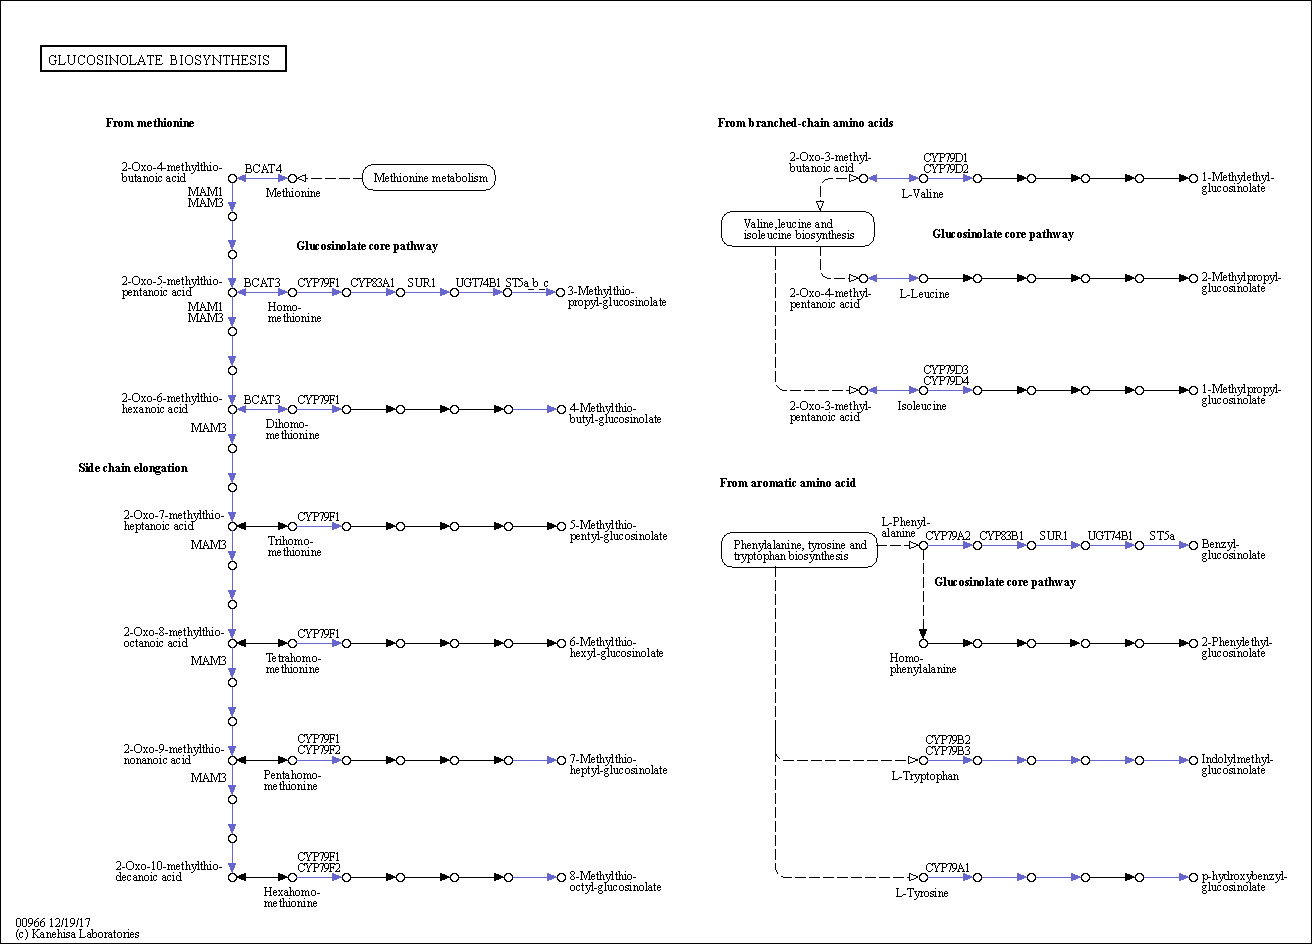 GLUCOSINOLATE BIOSYNTHESIS
From methionine
2-Oxo-4-methylthio-
butanoic acid
BCAT4
Methionine
Methionine metabolism
MAM1
MAM3
Glucosinolate core pathway
2-Oxo-5-methylthio-
pentanoic acid
BCAT3
CYP79F1
CYP83A1
SUR1
UGT74B1
ST5a_b_c
3-Methylthio-
propyl-glucosinolate
Homo-
methionine
MAM1
MAM3
2-Oxo-6-methylthio-
hexanoic acid
BCAT3
CYP79F1
4-Methylthio-
butyl-glucosinolate
Dihomo-
methionine
MAM3
Side chain elongation
2-Oxo-7-methylthio-
heptanoic acid
CYP79F1
5-Methylthio-
pentyl-glucosinolate
Trihomo-
methionine
MAM3
2-Oxo-8-methylthio-
octanoic acid
CYP79F1
6-Methylthio-
hexyl-glucosinolate
Tetrahomo-
methionine
MAM3
2-Oxo-9-methylthio-
nonanoic acid
CYP79F1
CYP79F2
7-Methylthio-
heptyl-glucosinolate
Pentahomo-
methionine
MAM3
2-Oxo-10-methylthio-
decanoic acid
CYP79F1
CYP79F2
8-Methylthio-
octyl-glucosinolate
Hexahomo-
methionine
From branched-chain amino acids
2-Oxo-3-methyl-
butanoic acid
CYP79D1
CYP79D2
L-Valine
1-Methylethyl-
glucosinolate
Valine,leucine and
isoleucine biosynthesis
Glucosinolate core pathway
2-Oxo-4-methyl-
pentanoic acid
L-Leucine
2-Methylpropyl-
glucosinolate
CYP79D3
CYP79D4
2-Oxo-3-methyl-
pentanoic acid
Isoleucine
1-Methylpropyl-
glucosinolate
From aromatic amino acid
Phenylalanine, tyrosine and
tryptophan biosynthesis
L-Phenyl-
alanine
CYP79A2
CYP83B1
SUR1
UGT74B1
ST5a
Benzyl-
glucosinolate
Glucosinolate core pathway
Homo-
phenylalanine
2-Phenylethyl-
glucosinolate
CYP79B2
CYP79B3
L-Tryptophan
Indolylmethyl-
glucosinolate
CYP79A1
L-Tyrosine
p-hydroxybenzyl-
glucosinolate
00966 12/19/17
(c) Kanehisa Laboratories